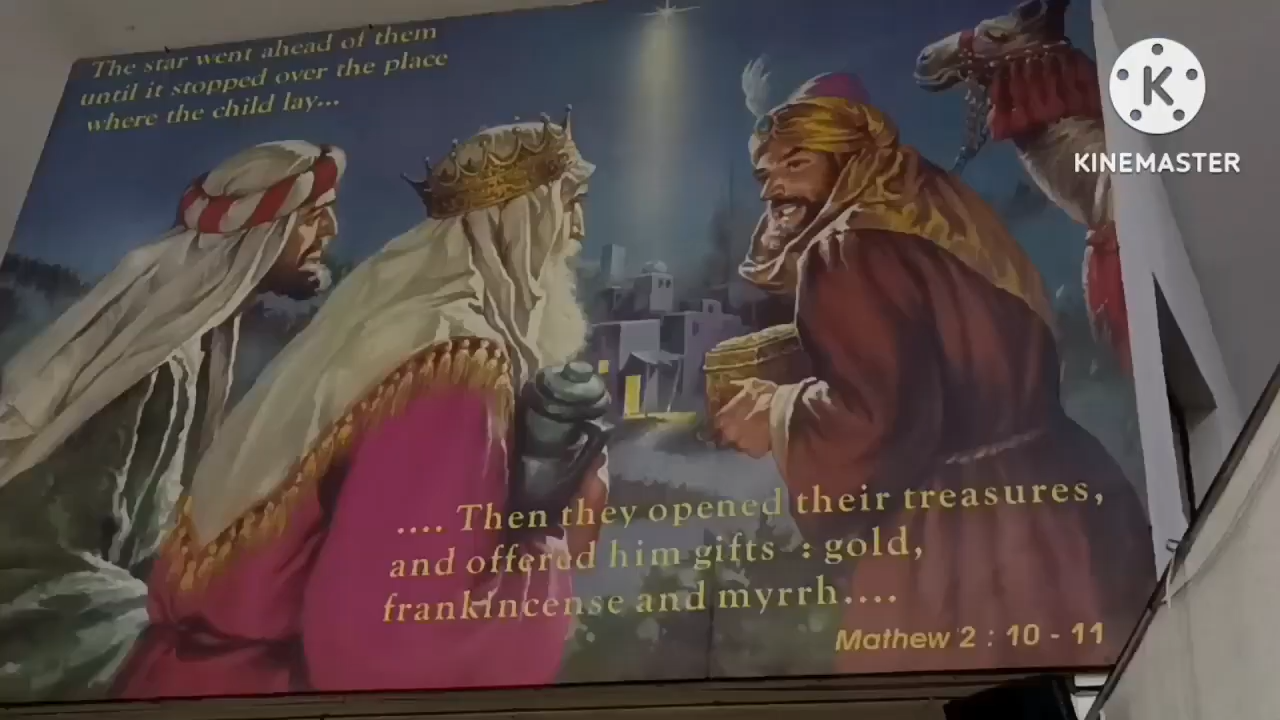 The star went ahead of them
until it stopped over the place
where the child lay...
K
KINEMASTER
.... Then they opened their treasures,
and offered him gifts : gold,
frankincense and myrrh....
Mathew 2 : 10 - 11